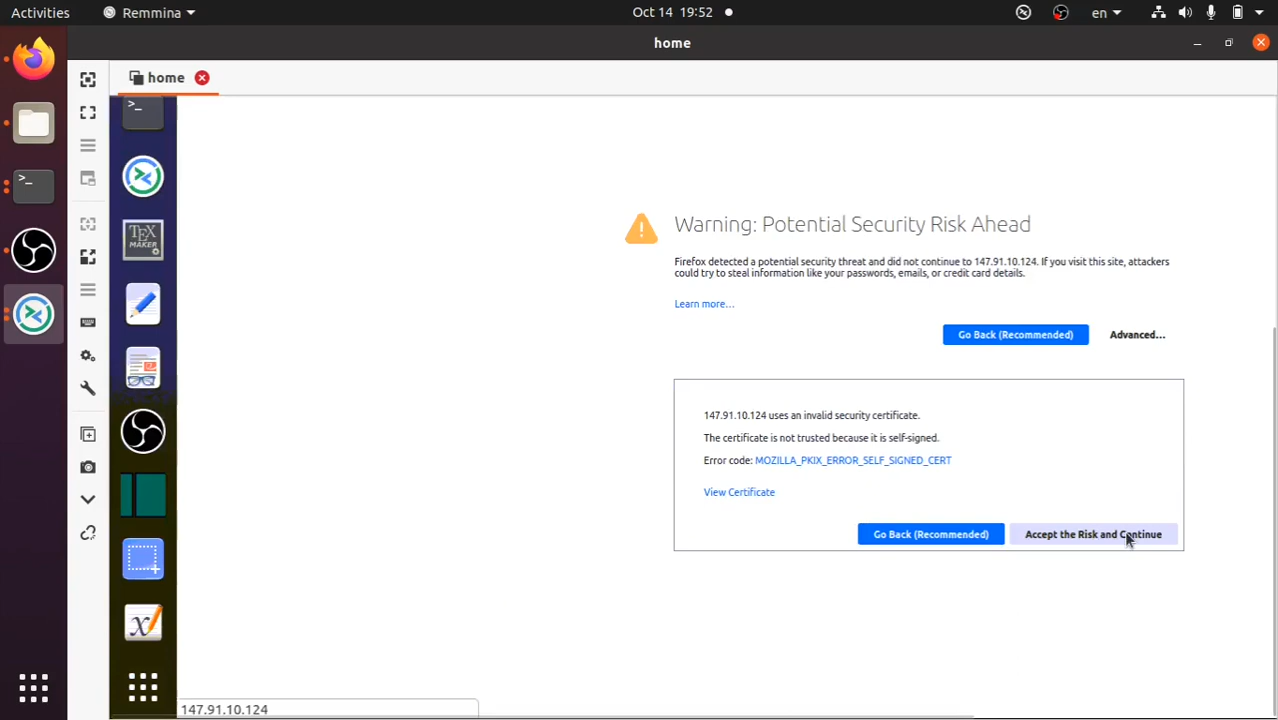 Activities
Remmina
Oct 14 19:52
en
home
home
>_
>_
TEX
MAKER
Warning: Potential Security Risk Ahead
Firefox detected a potential security threat and did not continue to 147.91.10.124. If you visit this site, attackers
could try to steal information like your passwords, emails, or credit card details.
Learn more…
Go Back (Recommended)
Advanced...
147.91.10.124 uses an invalid security certificate.
The certificate is not trusted because it is self-signed.
Error code: MOZILLA_PKIX_ERROR_SELF_SIGNED_CERT
View Certificate
Go Back (Recommended)
Accept the Risk and Continue
147.91.10.124